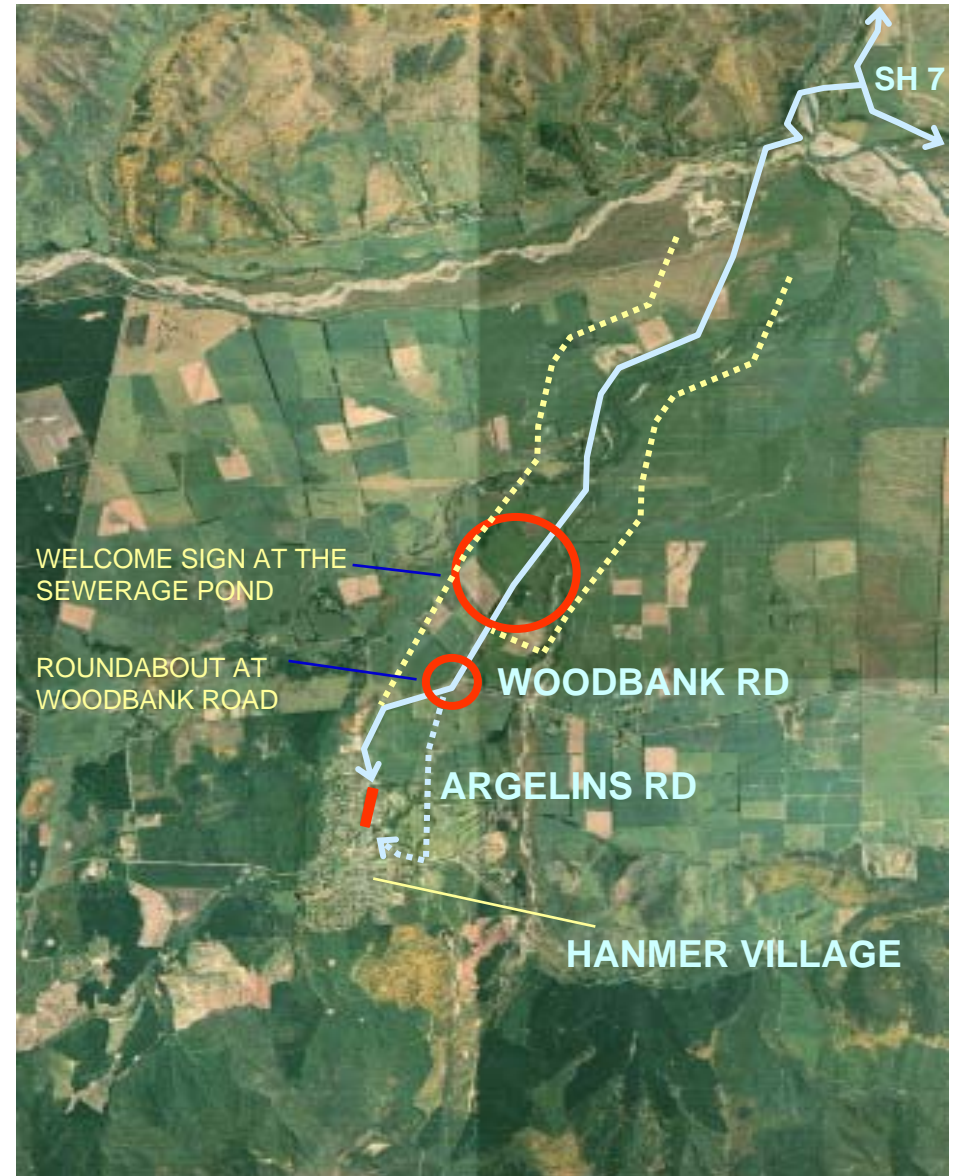 SH 7
WELCOME SIGN AT THE
SEWERAGE POND
ROUNDABOUT AT
WOODBANK ROAD
WOODBANK RD
ARGELINS RD
HANMER VILLAGE